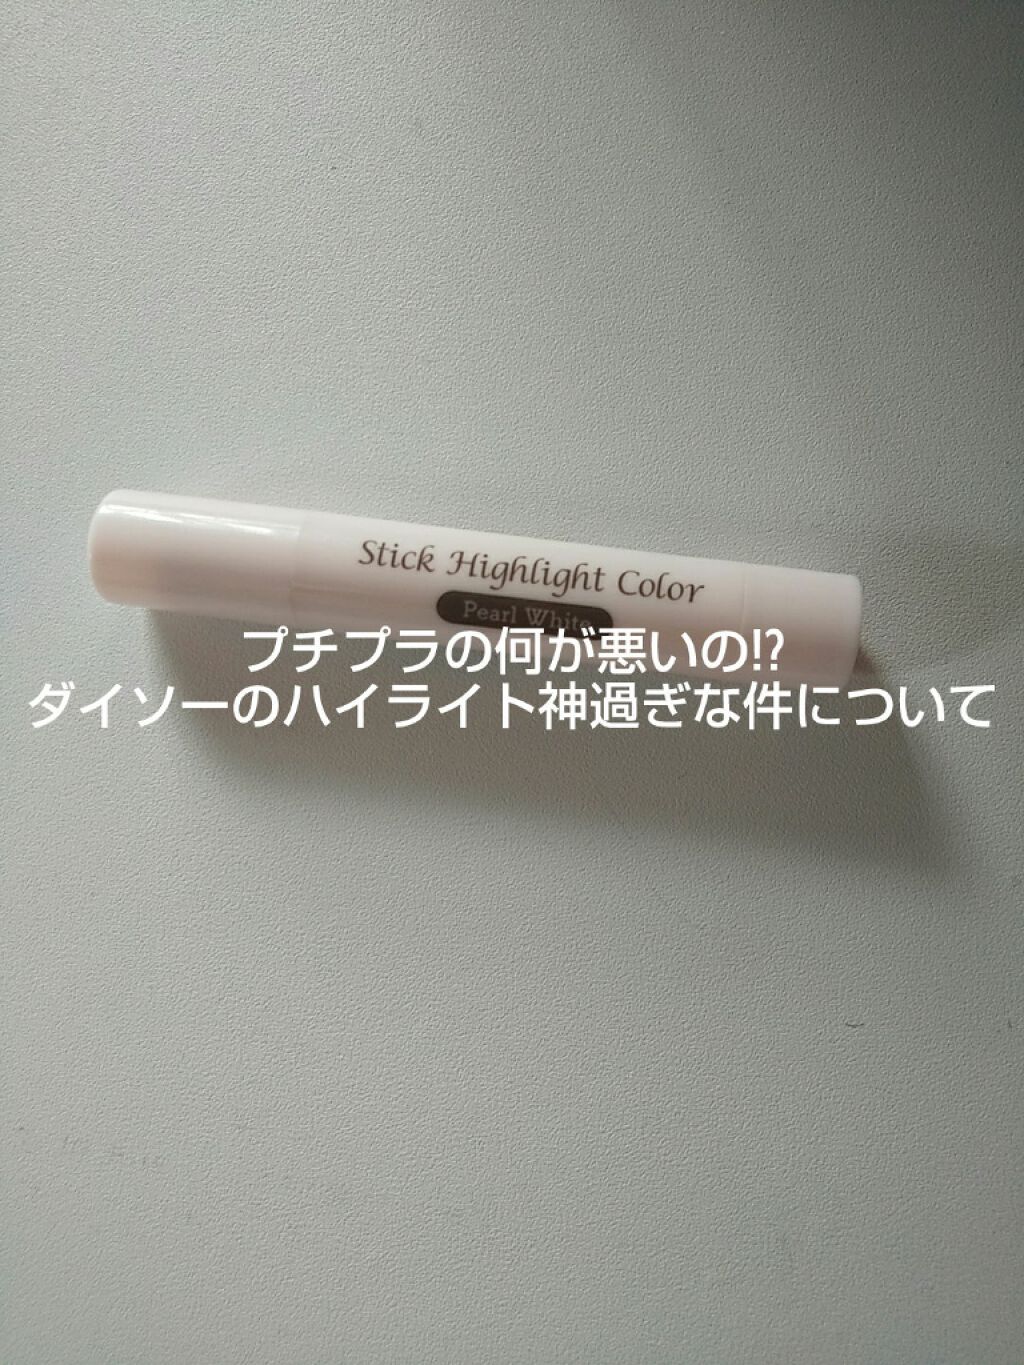 Stick Highlight Color
Pearl White
プチプラの何が悪いの⁉
ダイソーのハイライト神過ぎな件について